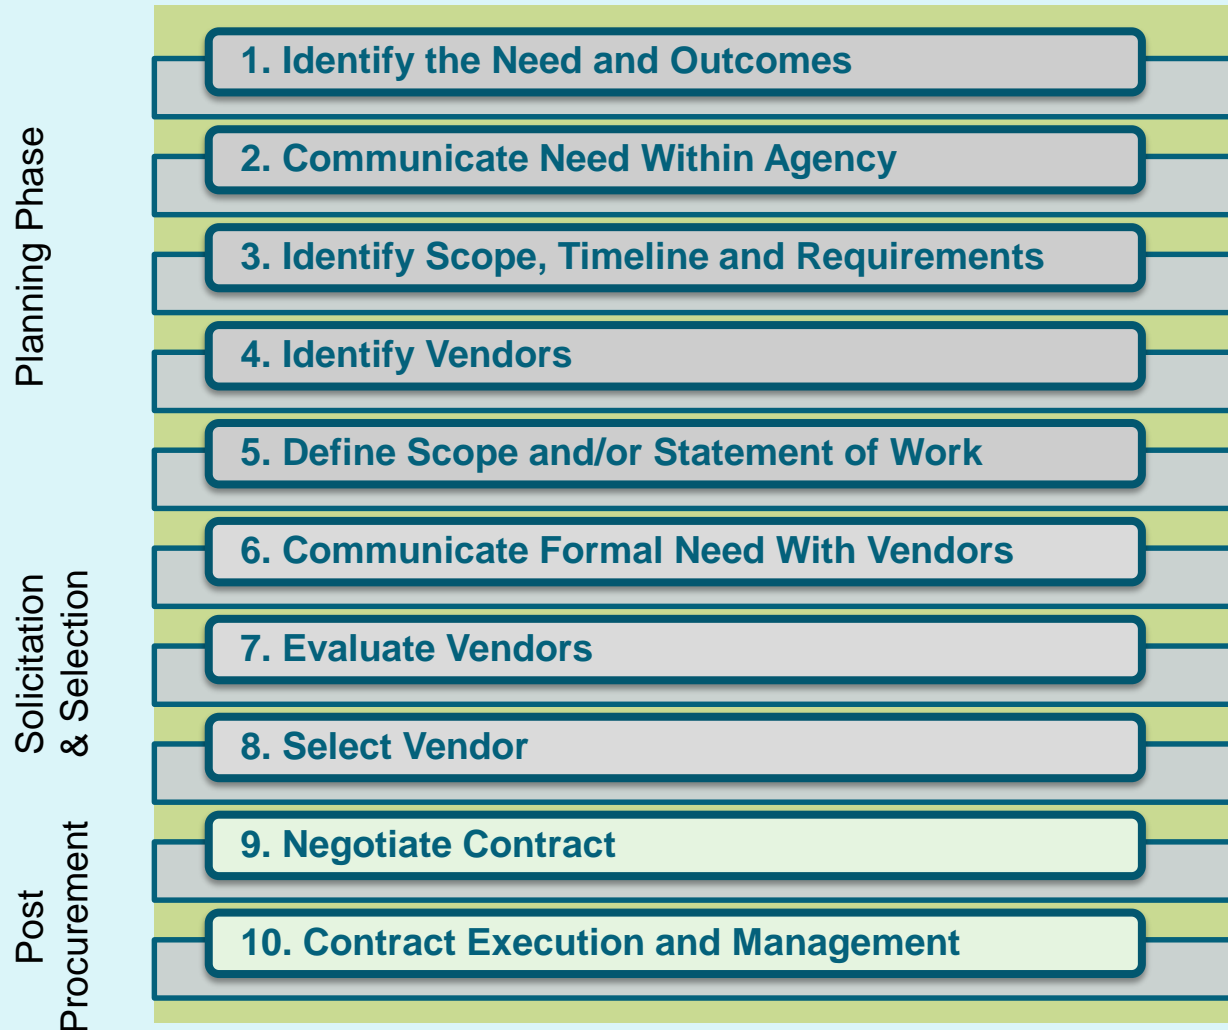 Planning Phase
1. Identify the Need and Outcomes
2. Communicate Need Within Agency
3. Identify Scope, Timeline and Requirements
4. Identify Vendors
5. Define Scope and/or Statement of Work
Solicitation
& Selection
6. Communicate Formal Need With Vendors
7. Evaluate Vendors
8. Select Vendor
Post
Procurement
9. Negotiate Contract
10. Contract Execution and Management